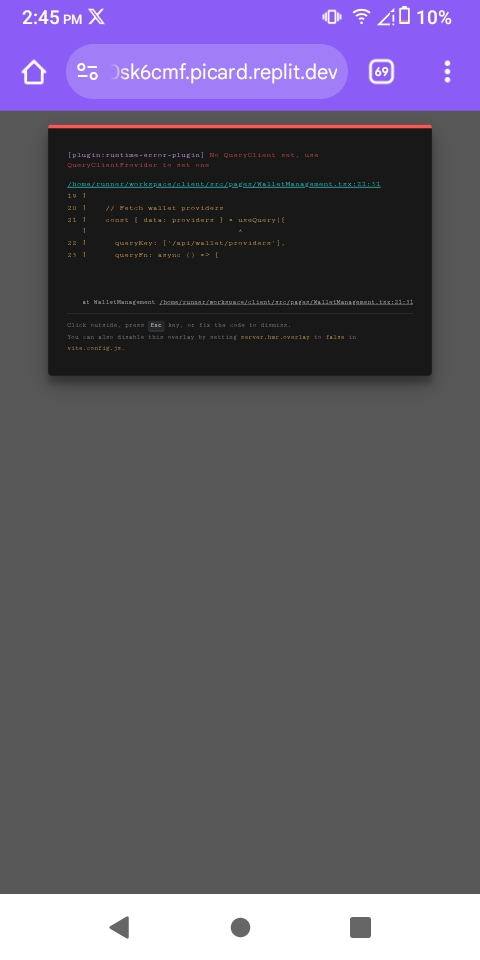 2:45 PM X 10%
0sk6cmf.picard.replit.dev 69
[plugin:runtime-error-plugin] No QueryClient set, use
QueryClientProvider to set one
/home/runner/workspace/client/src/pages/WalletManagement.tsx:21:31
19 |
20 | // Fetch wallet providers
21 | const { data: providers } = useQuery({
| ^
22 | queryKey: ['/api/wallet/providers'],
23 | queryFn: async () => {
at WalletManagement /home/runner/workspace/client/src/pages/WalletManagement.tsx:21:31
Click outside, press Esc key, or fix the code to dismiss.
You can also disable this overlay by setting server.hmr.overlay to false in
vite.config.js.